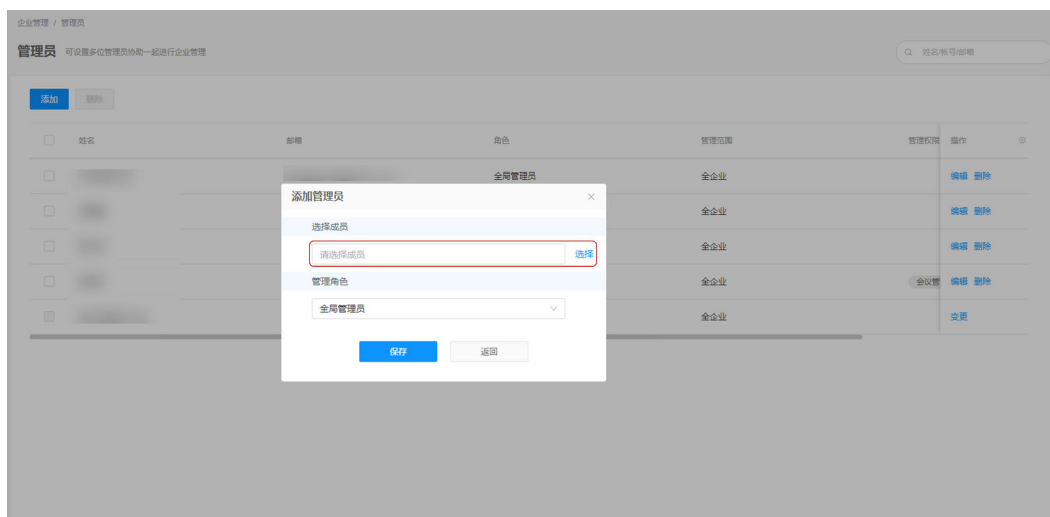 企业管理 / 管理员
管理员 可设置多位管理员协助一起进行企业管理
姓名/帐号/邮箱
添加 删除
姓名 邮箱 角色 管理范围 管理权限 操作
全局管理员 全企业 编辑 删除
全企业 编辑 删除
全企业 编辑 删除
全企业 会议管 编辑 删除
全企业 变更
添加管理员
选择成员
请选择成员 选择
管理角色
全局管理员
保存 返回